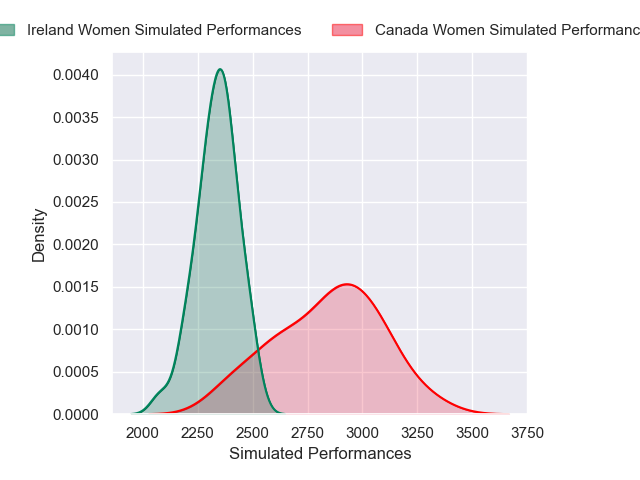 Ireland Women Simulated Performances Canada Women Simulated Performanc
0.0040
0.0035
0.0030
0.0025
0.0020
0.0015
0.0010
0.0005
0.0000
Density
2000 2250 2500 2750 3000 3250 3500 3750
Simulated Performances